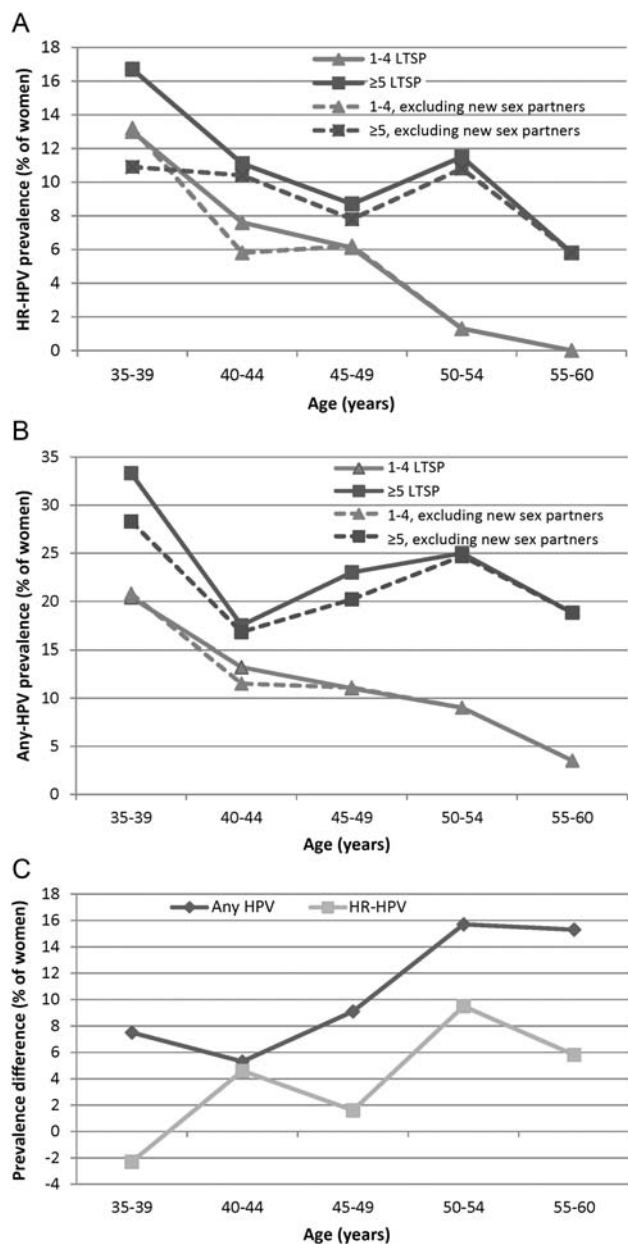 A
18
16
14
12
10
8
6
4
2
0
HR-HPV prevalence (% of women)
1-4 LTSP
≥5 LTSP
1-4, excluding new sex partners
≥5, excluding new sex partners
35-39 40-44 45-49 50-54 55-60
Age (years)
B
35
30
25
20
15
10
5
0
Any-HPV prevalence (% of women)
1-4 LTSP
≥5 LTSP
1-4, excluding new sex partners
≥5, excluding new sex partners
35-39 40-44 45-49 50-54 55-60
Age (years)
C
18
16
14
12
10
8
6
4
2
0
-2
-4
Prevalence difference (% of women)
Any HPV HR-HPV
35-39 40-44 45-49 50-54 55-60
Age (years)